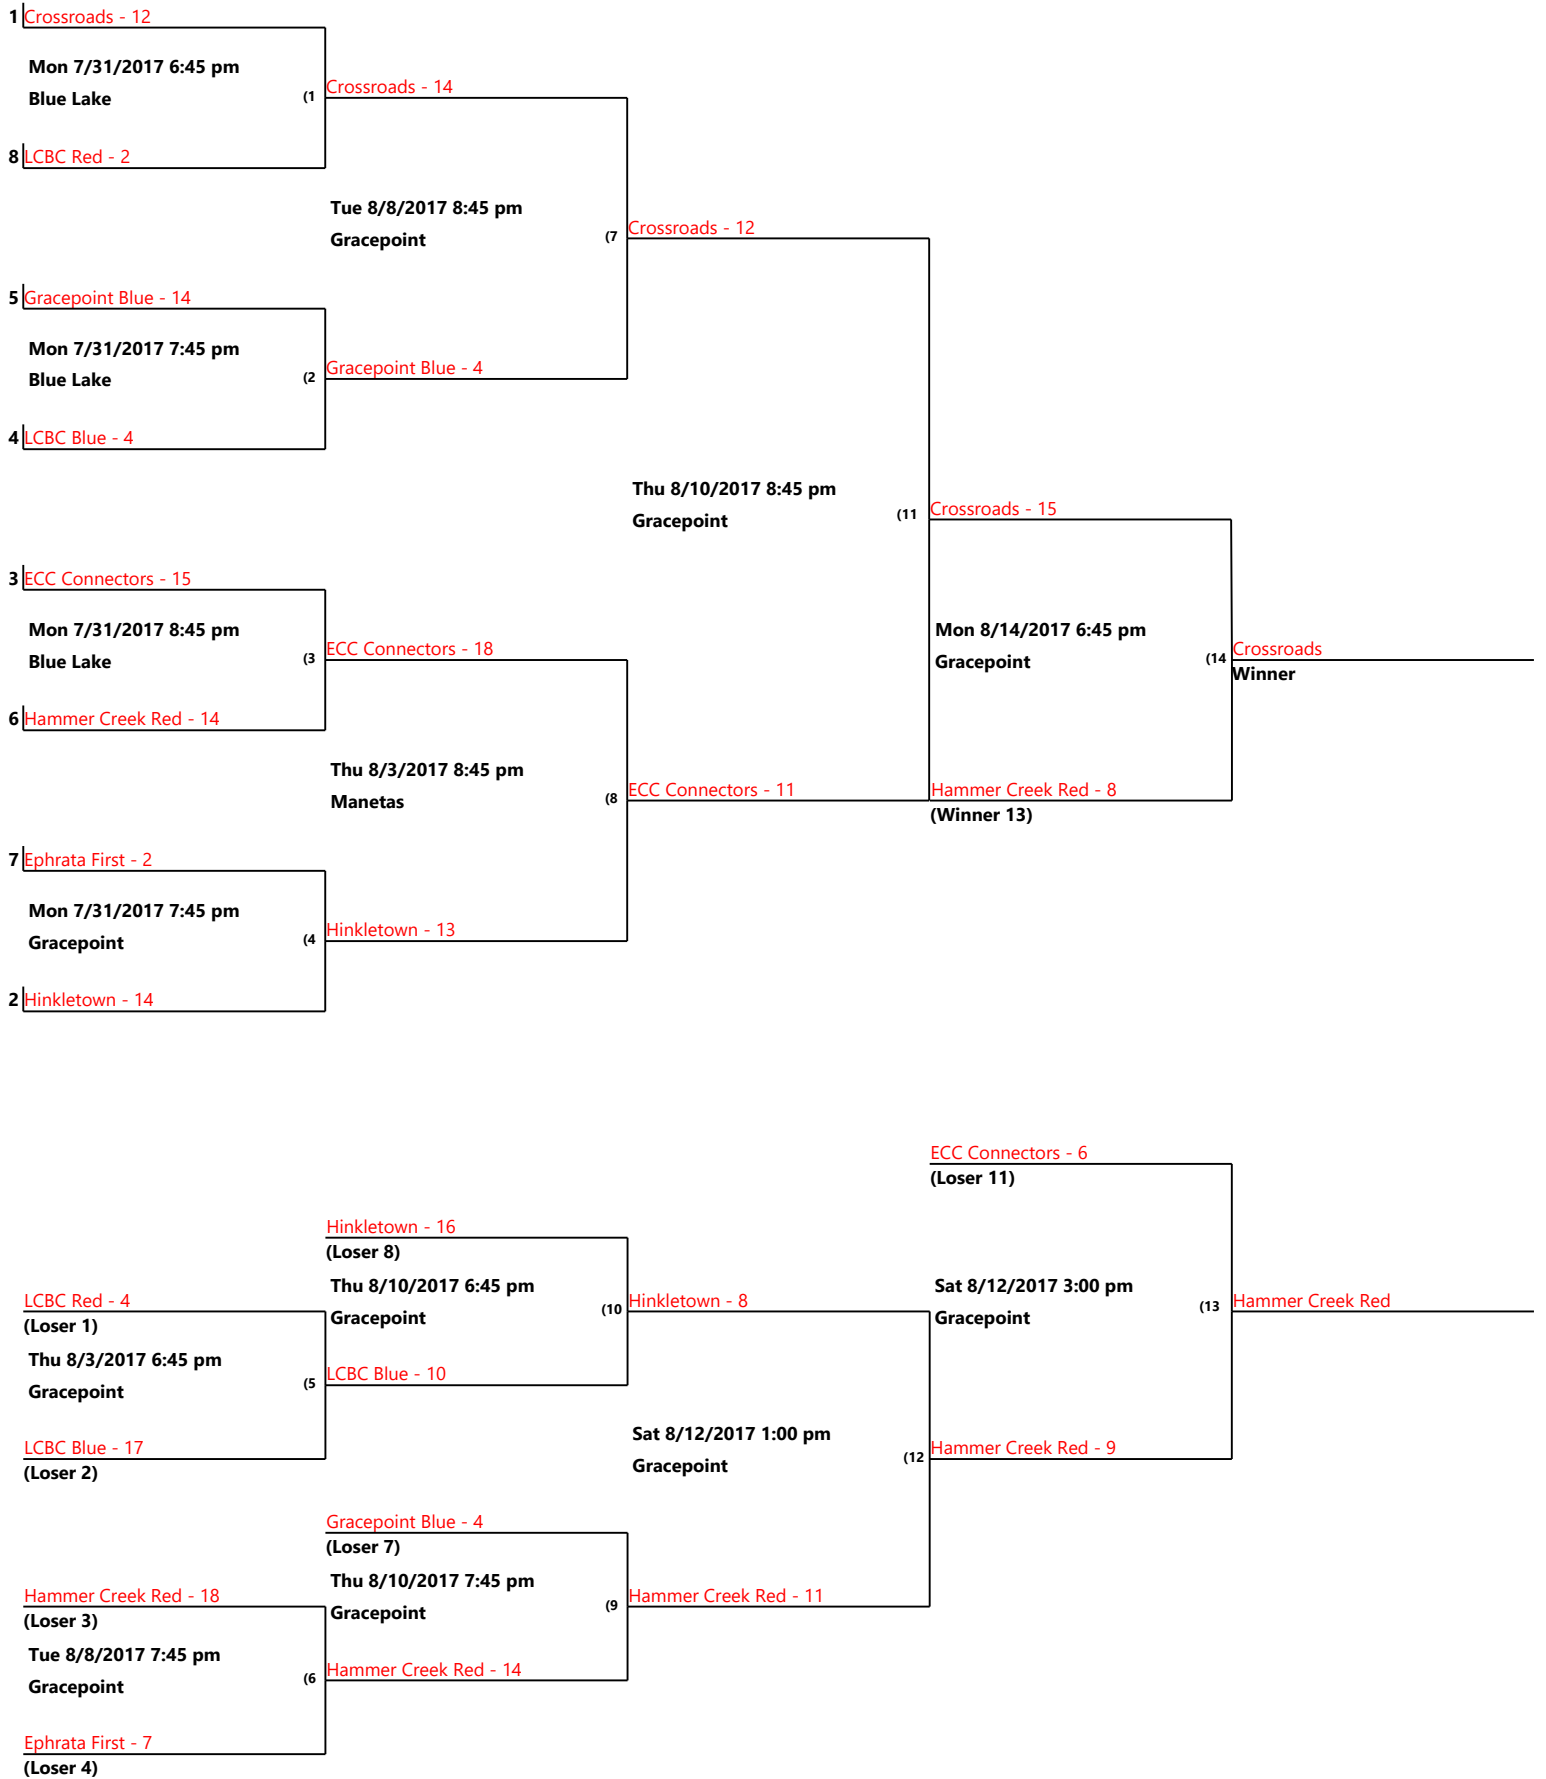 1 Crossroads - 12
Mon 7/31/2017 6:45 pm
Crossroads - 14
Blue Lake (1
8 LCBC Red - 2
Tue 8/8/2017 8:45 pm
Crossroads - 12
Gracepoint (7
5 Gracepoint Blue - 14
Mon 7/31/2017 7:45 pm
Gracepoint Blue - 4
Blue Lake (2
4 LCBC Blue - 4
Thu 8/10/2017 8:45 pm
Crossroads - 15
Gracepoint (11
3 ECC Connectors - 15
Mon 7/31/2017 8:45 pm
Mon 8/14/2017 6:45 pm
ECC Connectors - 18
Crossroads
Blue Lake (3
Gracepoint (14
Winner
6 Hammer Creek Red - 14
Thu 8/3/2017 8:45 pm
ECC Connectors - 11
Hammer Creek Red - 8
Manetas (8
(Winner 13)
7 Ephrata First - 2
Mon 7/31/2017 7:45 pm
Hinkletown - 13
Gracepoint (4
2 Hinkletown - 14
ECC Connectors - 6
(Loser 11)
Hinkletown - 16
(Loser 8)
Thu 8/10/2017 6:45 pm
Sat 8/12/2017 3:00 pm
LCBC Red - 4
Hinkletown - 8
Hammer Creek Red
(Loser 1)
Gracepoint (10
Gracepoint (13
Thu 8/3/2017 6:45 pm
LCBC Blue - 10
Gracepoint (5
Sat 8/12/2017 1:00 pm
LCBC Blue - 17
Hammer Creek Red - 9
(Loser 2)
Gracepoint (12
Gracepoint Blue - 4
(Loser 7)
Thu 8/10/2017 7:45 pm
Hammer Creek Red - 18
Hammer Creek Red - 11
(Loser 3)
Gracepoint (9
Tue 8/8/2017 7:45 pm
Hammer Creek Red - 14
Gracepoint (6
Ephrata First - 7
(Loser 4)